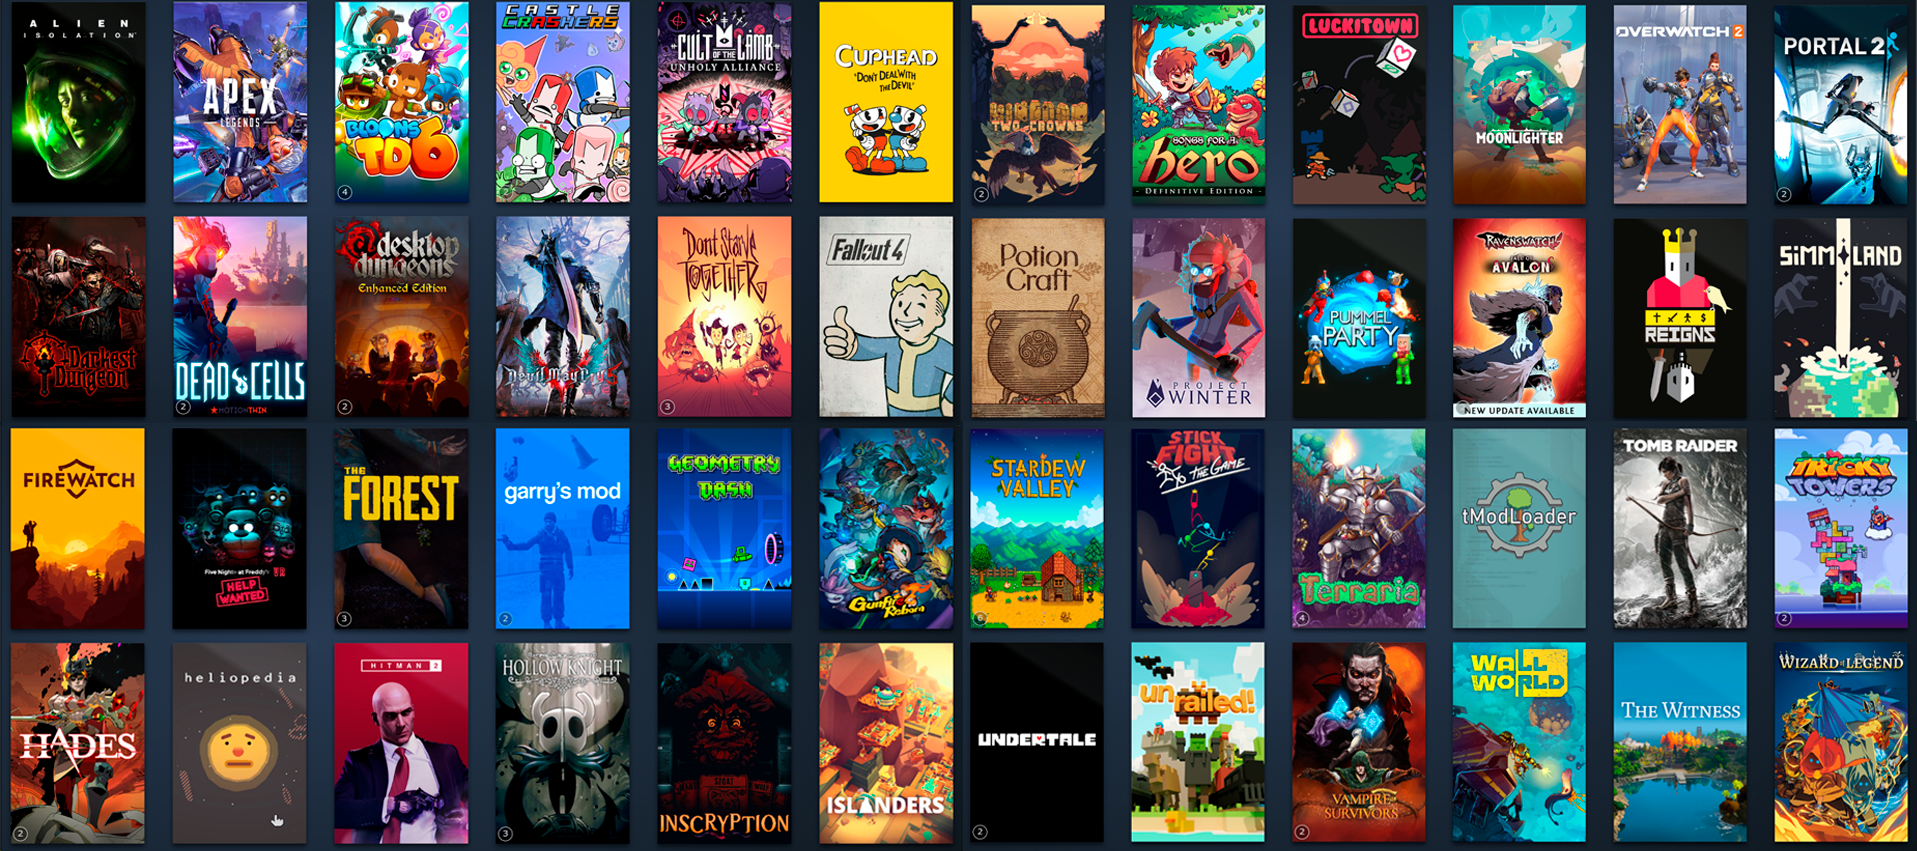 ALIEN
ISOLATION
APEX
LEGENDS
BLOONS
TD6
4
CASTLE
CRASHERS
CULT OF THE LAMB
UNHOLY ALLIANCE
CUPHEAD
"DON'T DEAL WITH
THE DEVIL"
KINGDOM
TWO CROWNS
2
SONGS FOR A
hero
- DEFINITIVE EDITION -
LUCKITOWN
MOONLIGHTER
OVERWATCH 2
PORTAL 2
2
Darkest
Dungeon
DEAD CELLS
MOTIONTHIN
2
desktop
dungeons
Enhanced Edition
2
Devil May Cry 5
Don't Starve
TOGETHER
3
Fallout 4
Potion
Craft
PROJECT
WINTER
PUMMEL
PARTY
RAVENSWATCH
AVALON
NEW UPDATE AVAILABLE
REIGNS
SIMMILAND
FIREWATCH
Five Nights at Freddy's VR
HELP
WANTED
THE
FOREST
3
garry's mod
2
GEOMETRY
DASH
Gunfire
Reborn
STARDEW
VALLEY
6
STICK
FIGHT
THE GAME
Terraria
4
tModLoader
TOMB RAIDER
TRICKY
TOWERS
2
HADES
2
heliopedia
HITMAN 2
HOLLOW KNIGHT
3
INSCRYPTION
ISLANDERS
UNDERTALE
2
unrailed!
VAMPIRE
SURVIVORS
2
WALL
WORLD
THE WITNESS
WIZARD OF LEGEND